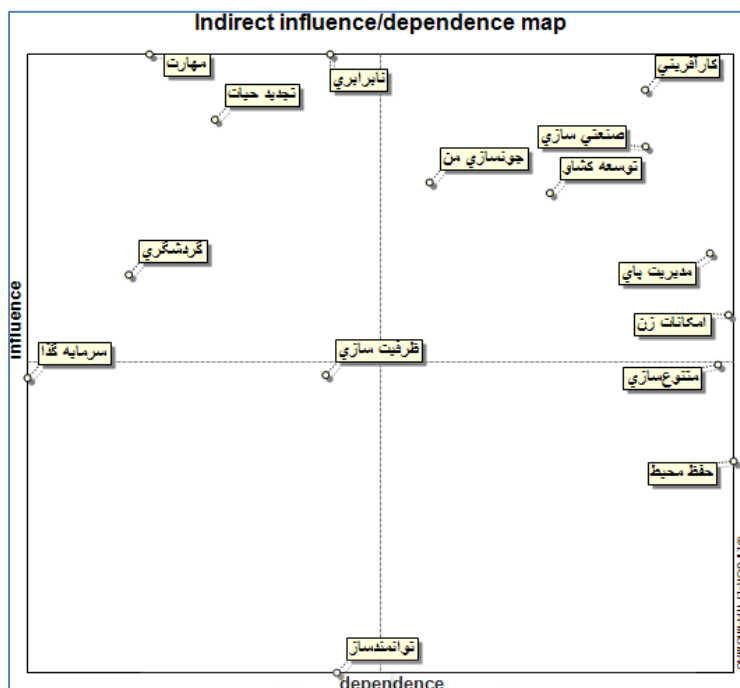 Indirect influence/dependence map
مهارت
نابرابري
كارآفريني
تجديد حيات
صنعتي سازي
جونسازي من
توسعه كشاو
گردشگري
مديريت پاي
امكانات زن
influence
سرمايه گذا
ظرفيت سازي
متنوع‌سازي
حفظ محيط
توانمندساز
dependence